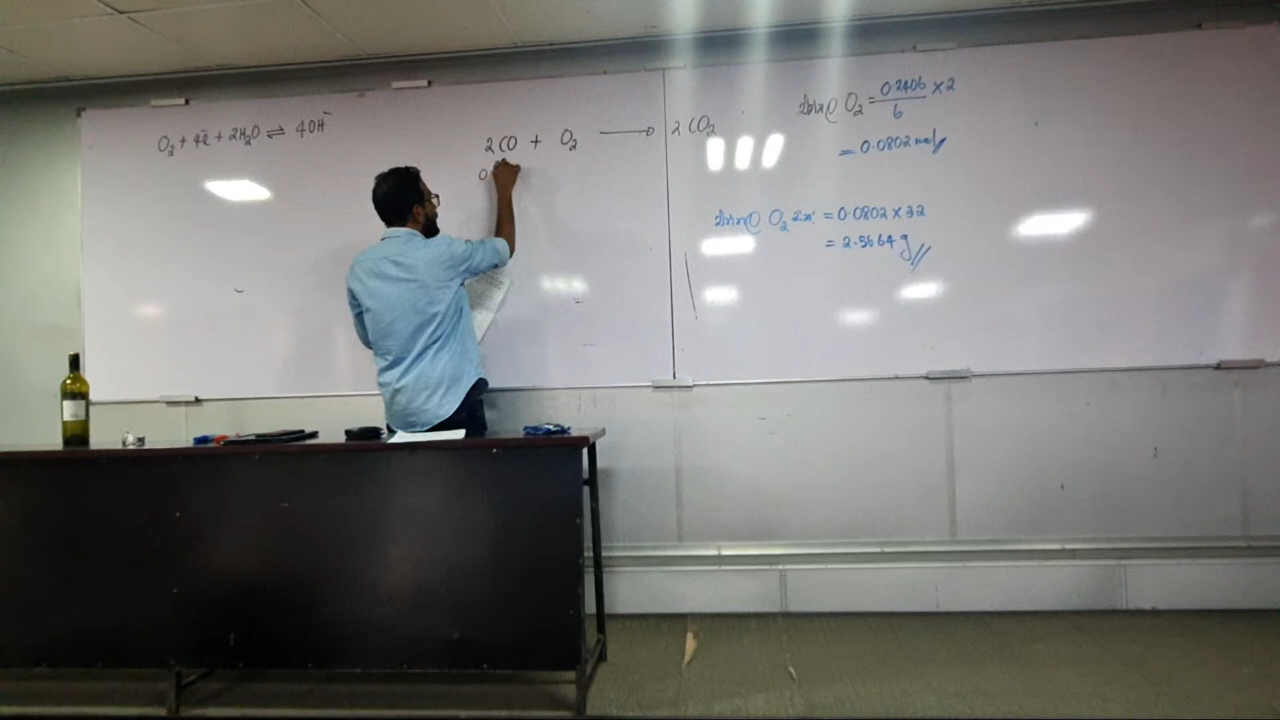 O₂ + 4e̅ + 2H₂O ⇌ 4OH⁻
2CO + O₂ ⟶ 2CO₂
0
O₂ = 0.2406/6 × 2
= 0.0802 mol
O₂ = 0.0802 × 32
= 2.5664 g